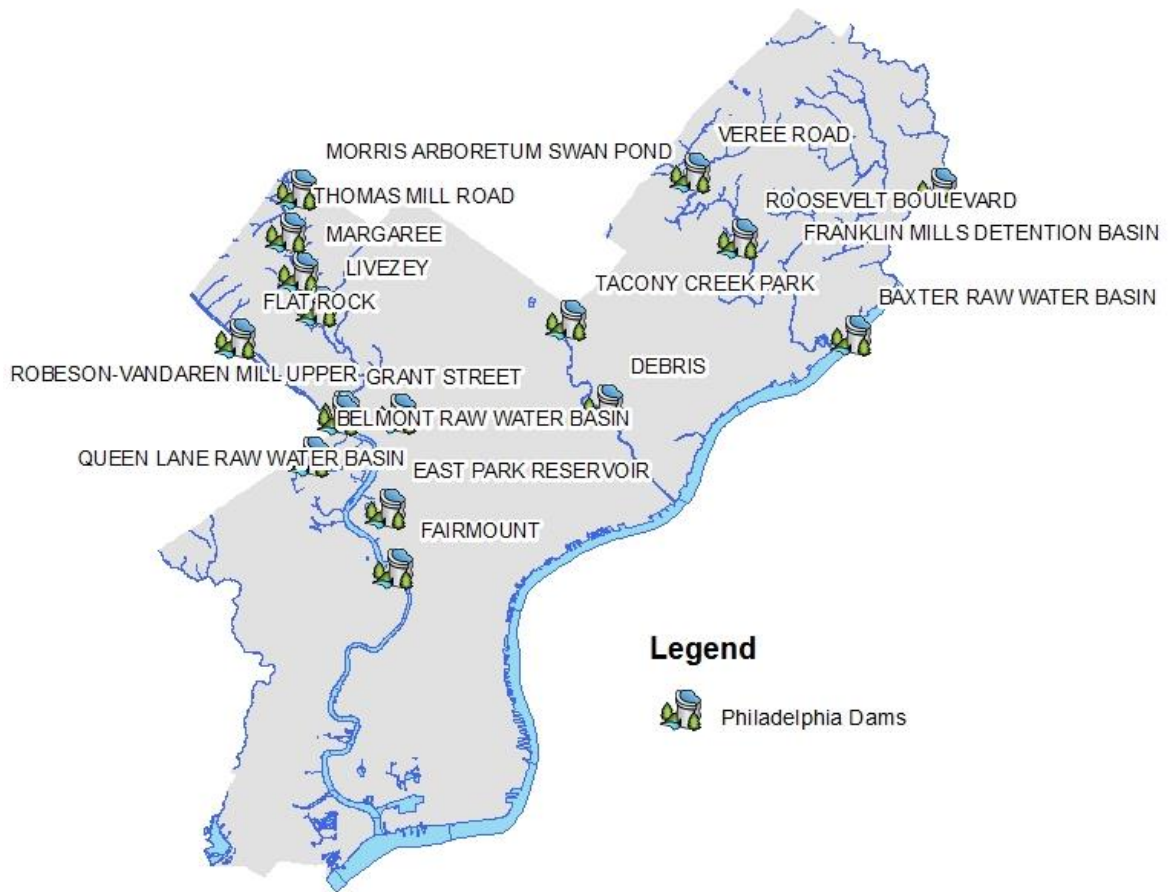 VEREE ROAD
MORRIS ARBORETUM SWAN POND
THOMAS MILL ROAD
ROOSEVELT BOULEVARD
MARGAREE
FRANKLIN MILLS DETENTION BASIN
LIVEZEY
TACONY CREEK PARK
FLAT ROCK
BAXTER RAW WATER BASIN
ROBESON-VANDAREN MILL UPPER
GRANT STREET
DEBRIS
BELMONT RAW WATER BASIN
QUEEN LANE RAW WATER BASIN
EAST PARK RESERVOIR
FAIRMOUNT
Legend
Philadelphia Dams